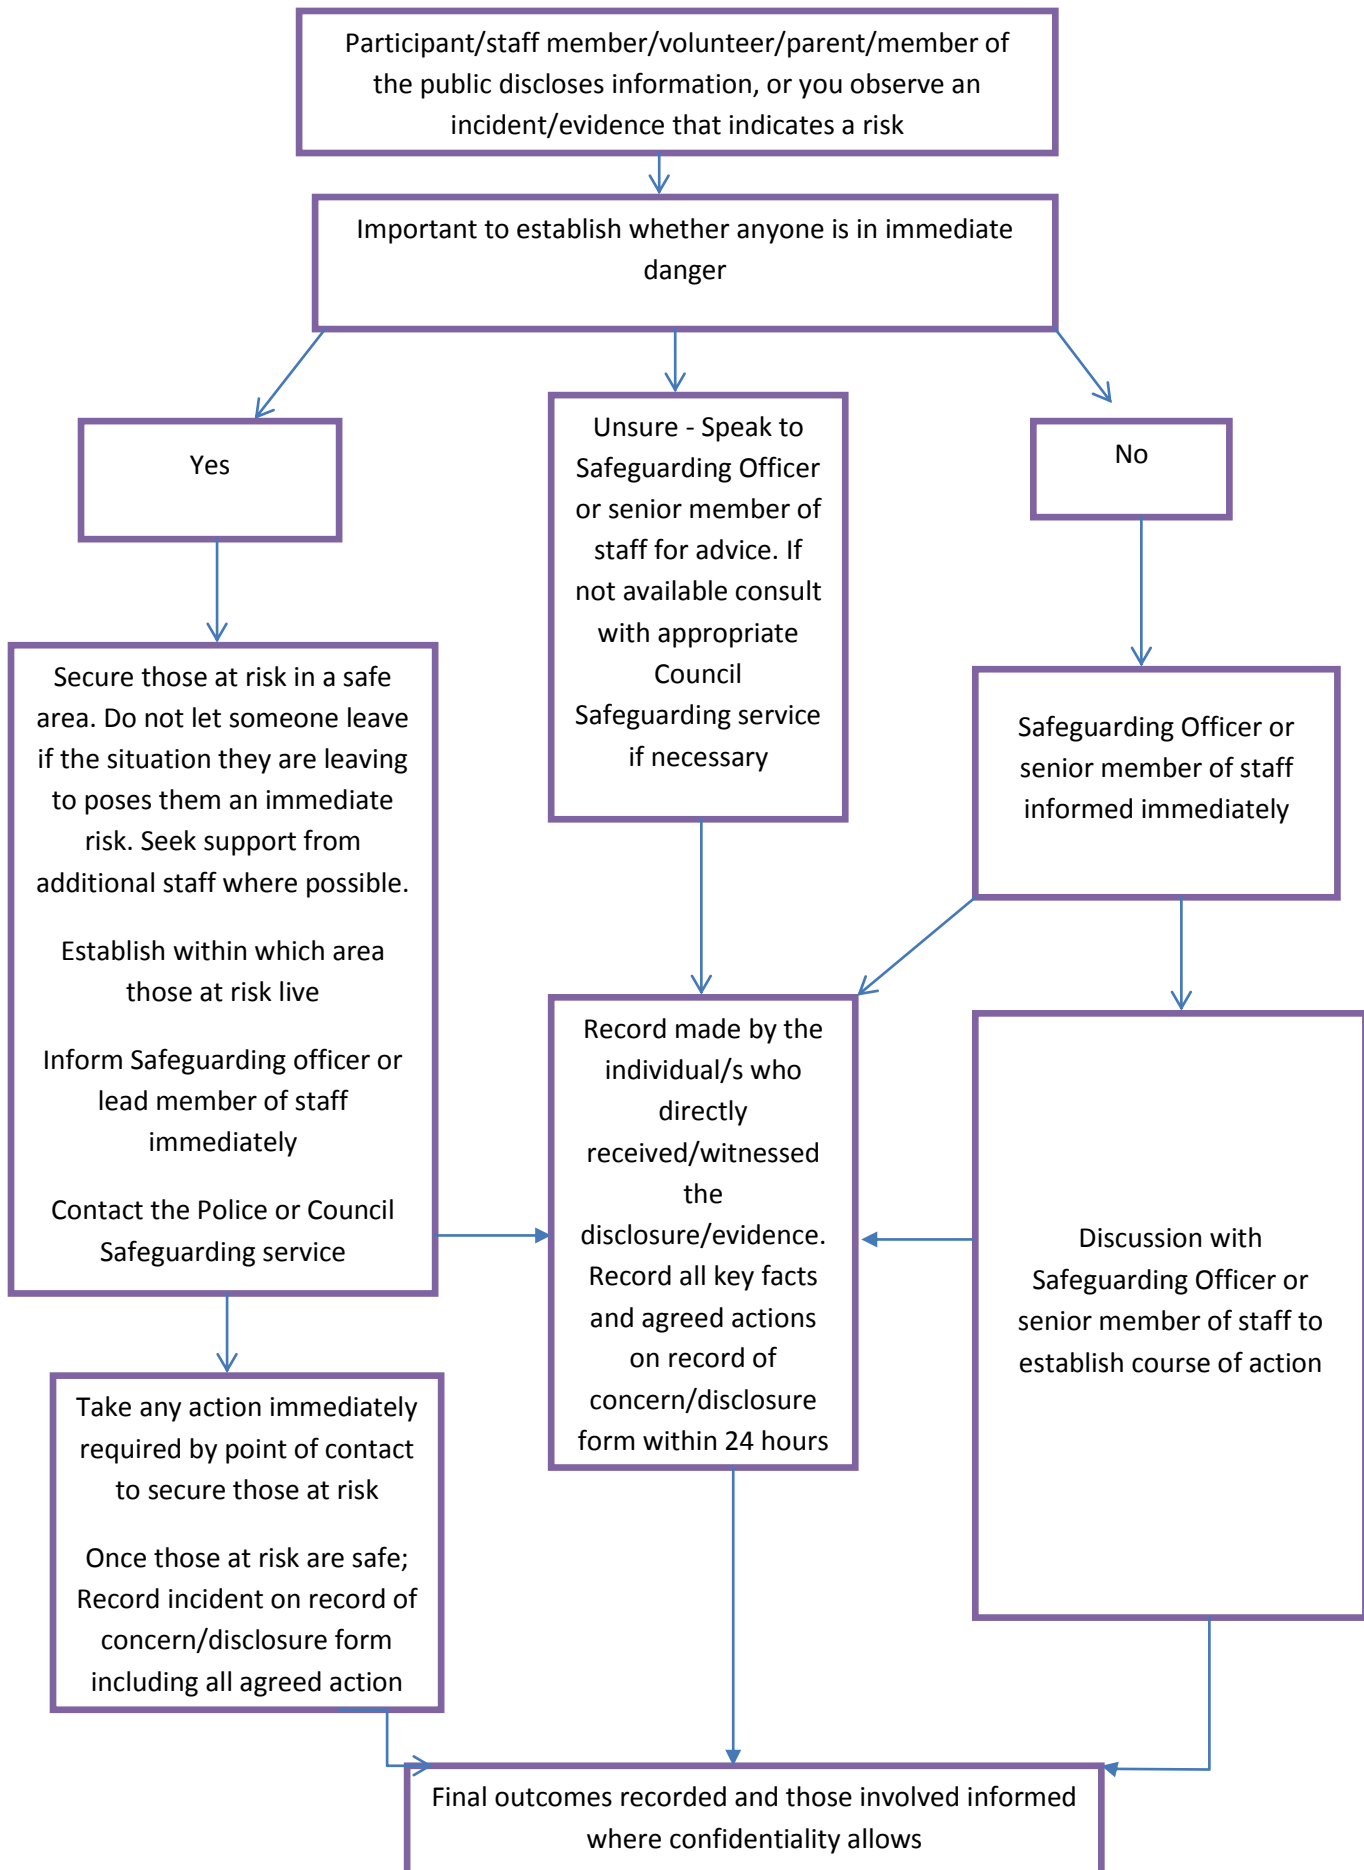 Participant/staff member/volunteer/parent/member of
the public discloses information, or you observe an
incident/evidence that indicates a risk
Important to establish whether anyone is in immediate
danger
Yes
Unsure - Speak to
Safeguarding Officer
or senior member of
staff for advice. If
not available consult
with appropriate
Council
Safeguarding service
if necessary
No
Secure those at risk in a safe
area. Do not let someone leave
if the situation they are leaving
to poses them an immediate
risk. Seek support from
additional staff where possible.
Establish within which area
those at risk live
Inform Safeguarding officer or
lead member of staff
immediately
Contact the Police or Council
Safeguarding service
Safeguarding Officer or
senior member of staff
informed immediately
Record made by the
individual/s who
directly
received/witnessed
the
disclosure/evidence.
Record all key facts
and agreed actions
on record of
concern/disclosure
form within 24 hours
Discussion with
Safeguarding Officer or
senior member of staff to
establish course of action
Take any action immediately
required by point of contact
to secure those at risk
Once those at risk are safe;
Record incident on record of
concern/disclosure form
including all agreed action
Final outcomes recorded and those involved informed
where confidentiality allows